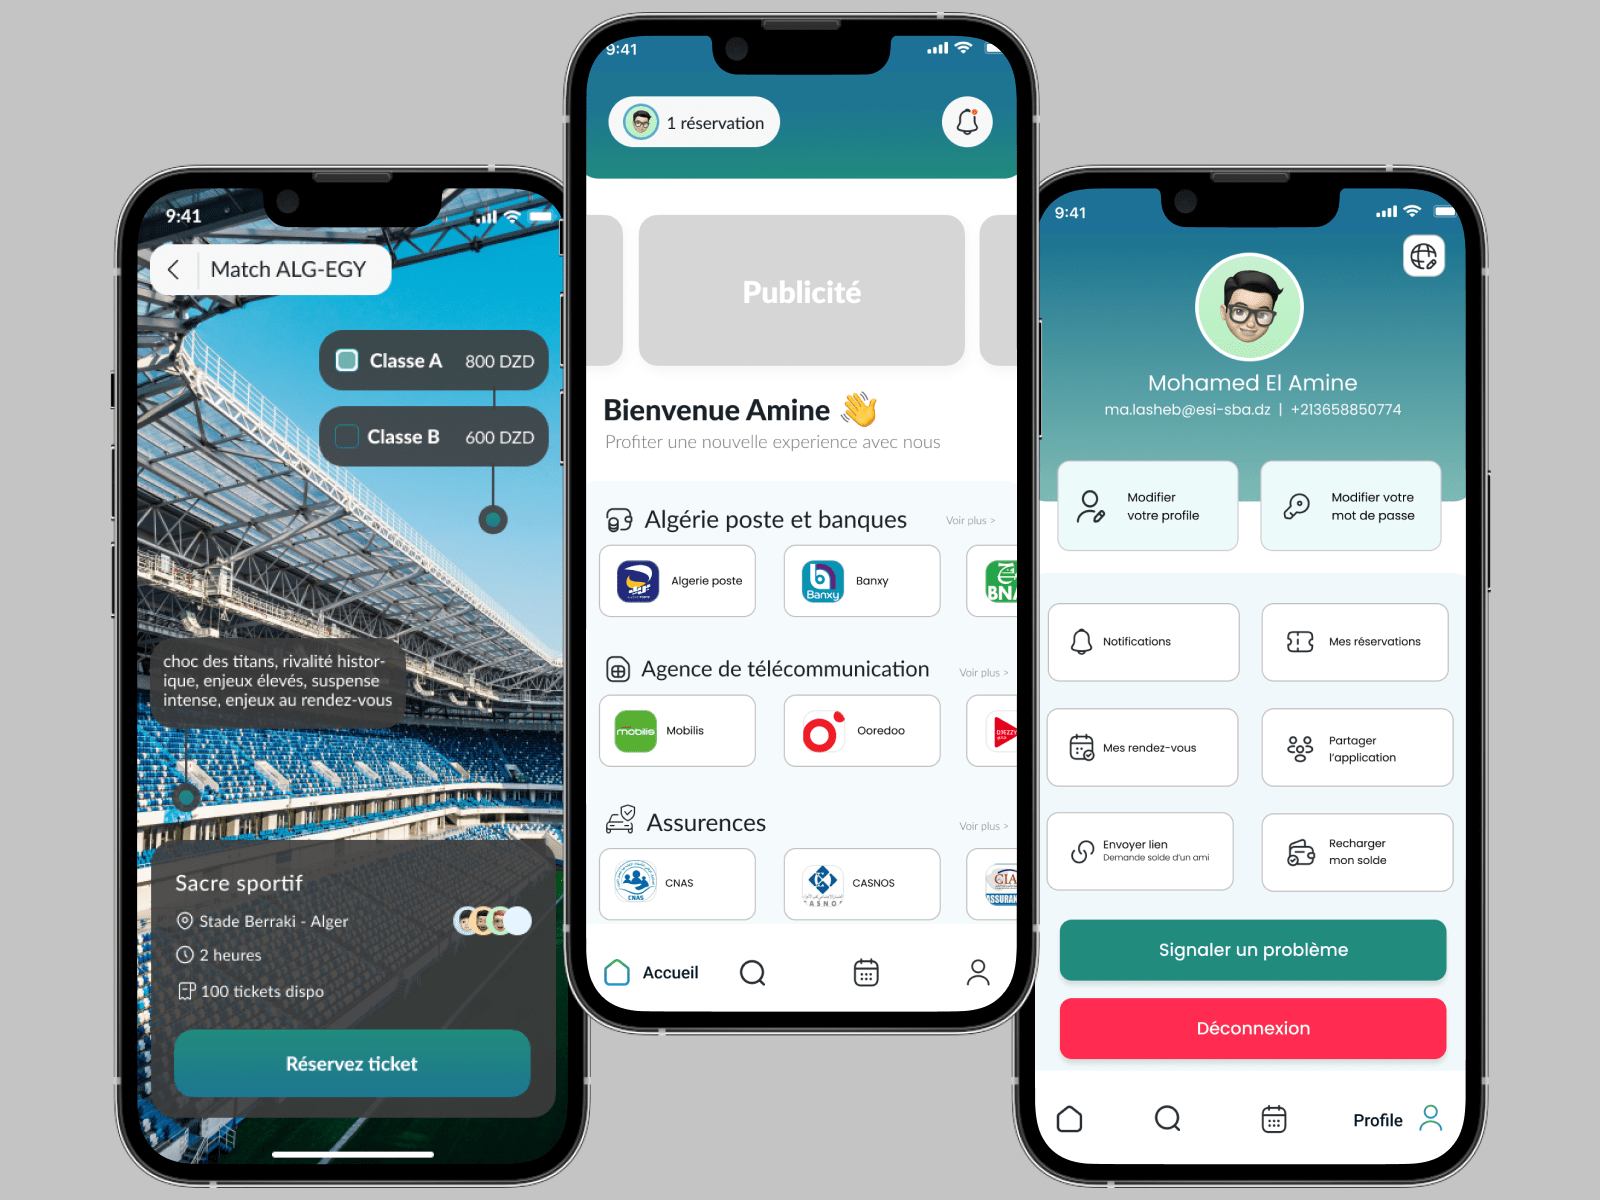 9:41
Match ALG-EGY
Classe A 800 DZD
Classe B 600 DZD
choc des titans, rivalité histor-
ique, enjeux élevés, suspense
intense, enjeux au rendez-vous
Sacre sportif
Stade Berraki - Alger
2 heures
100 tickets dispo
Réservez ticket
9:41
1 réservation
Publicité
Bienvenue Amine
Profiter une nouvelle experience avec nous
Algérie poste et banques Voir plus >
Algerie poste
Banxy
Banxy
BNA
Agence de télécommunication Voir plus >
mobilis
Mobilis
Ooredoo
DJEZZY
Assurences Voir plus >
CNAS
CNAS
CASNOS
CASNOS
Accueil
9:41
Mohamed El Amine
ma.lasheb@esi-sba.dz | +213658850774
Modifier
votre profile
Modifier votre
mot de passe
Notifications
Mes réservations
Mes rendez-vous
Partager
l'application
Envoyer lien
Demande solde d'un ami
Recharger
mon solde
Signaler un problème
Déconnexion
Profile